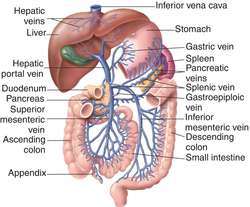 Hepatic
veins
Liver
Hepatic
portal vein
Duodenum
Pancreas
Superior
mesenteric
vein
Ascending
colon
Appendix
Inferior vena cava
Stomach
Gastric vein
Spleen
Pancreatic
veins
Splenic vein
Gastroepiploic
vein
Inferior
mesenteric vein
Descending
colon
Small intestine